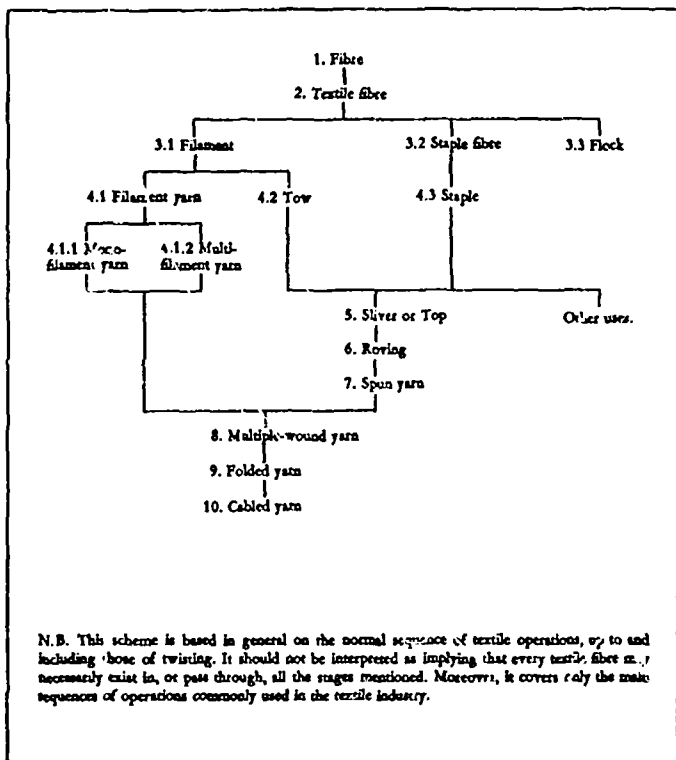 1. Fibre
2. Textile fibre
3.1 Filament 3.2 Staple fibre 3.3 Flock
4.1 Filament yarn 4.2 Tow 4.3 Staple
4.1.1 Mono- 4.1.2 Multi-
filament yarn filament yarn
5. Sliver or Top Other uses.
6. Roving
7. Spun yarn
8. Multiple-wound yarn
9. Folded yarn
10. Cabled yarn
N.B. This scheme is based in general on the normal sequence of textile operations, up to and
including those of twisting. It should not be interpreted as implying that every textile fibre may
necessarily exist in, or pass through, all the stages mentioned. Moreover, it covers only the main
sequences of operations commonly used in the textile industry.